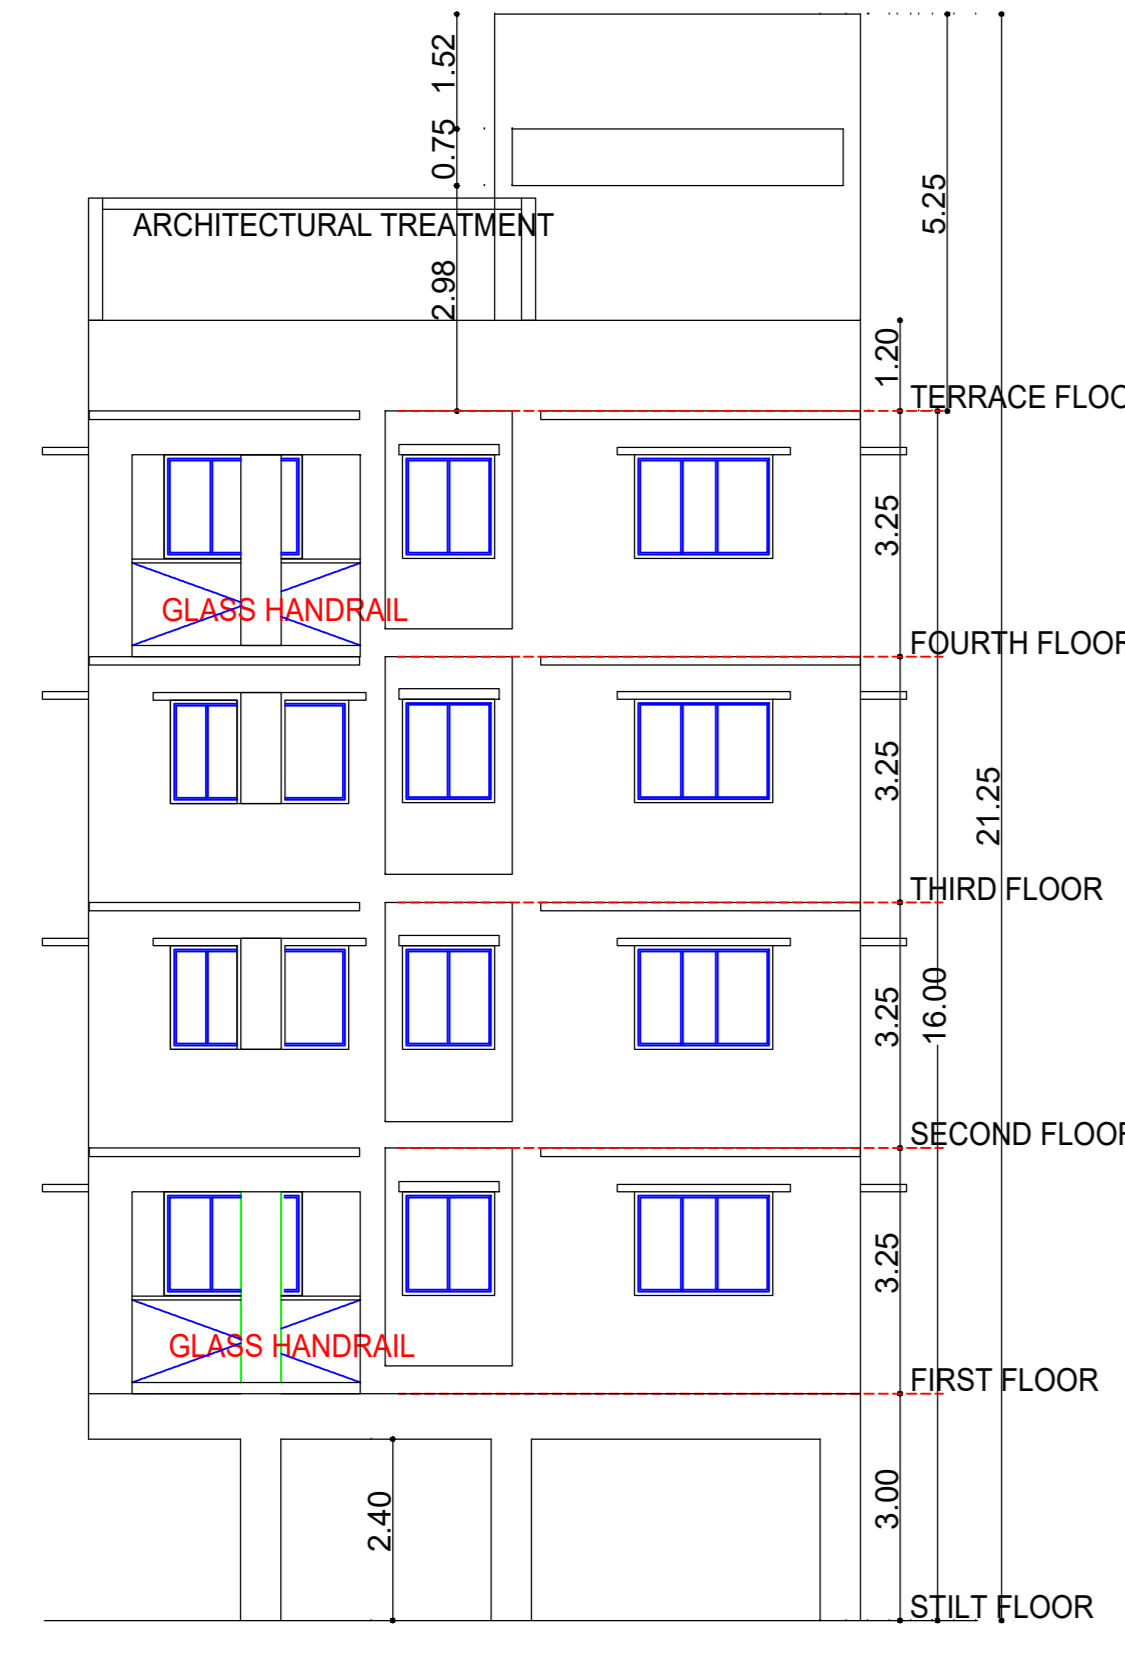 1.52
0.75
5.25
ARCHITECTURAL TREATMENT
2.98
1.20
TERRACE FLOO
3.25
GLASS HANDRAIL
FOURTH FLOOR
3.25
21.25
THIRD FLOOR
3.25
16.00
SECOND FLOOR
3.25
GLASS HANDRAIL
FIRST FLOOR
2.40
3.00
STILT FLOOR